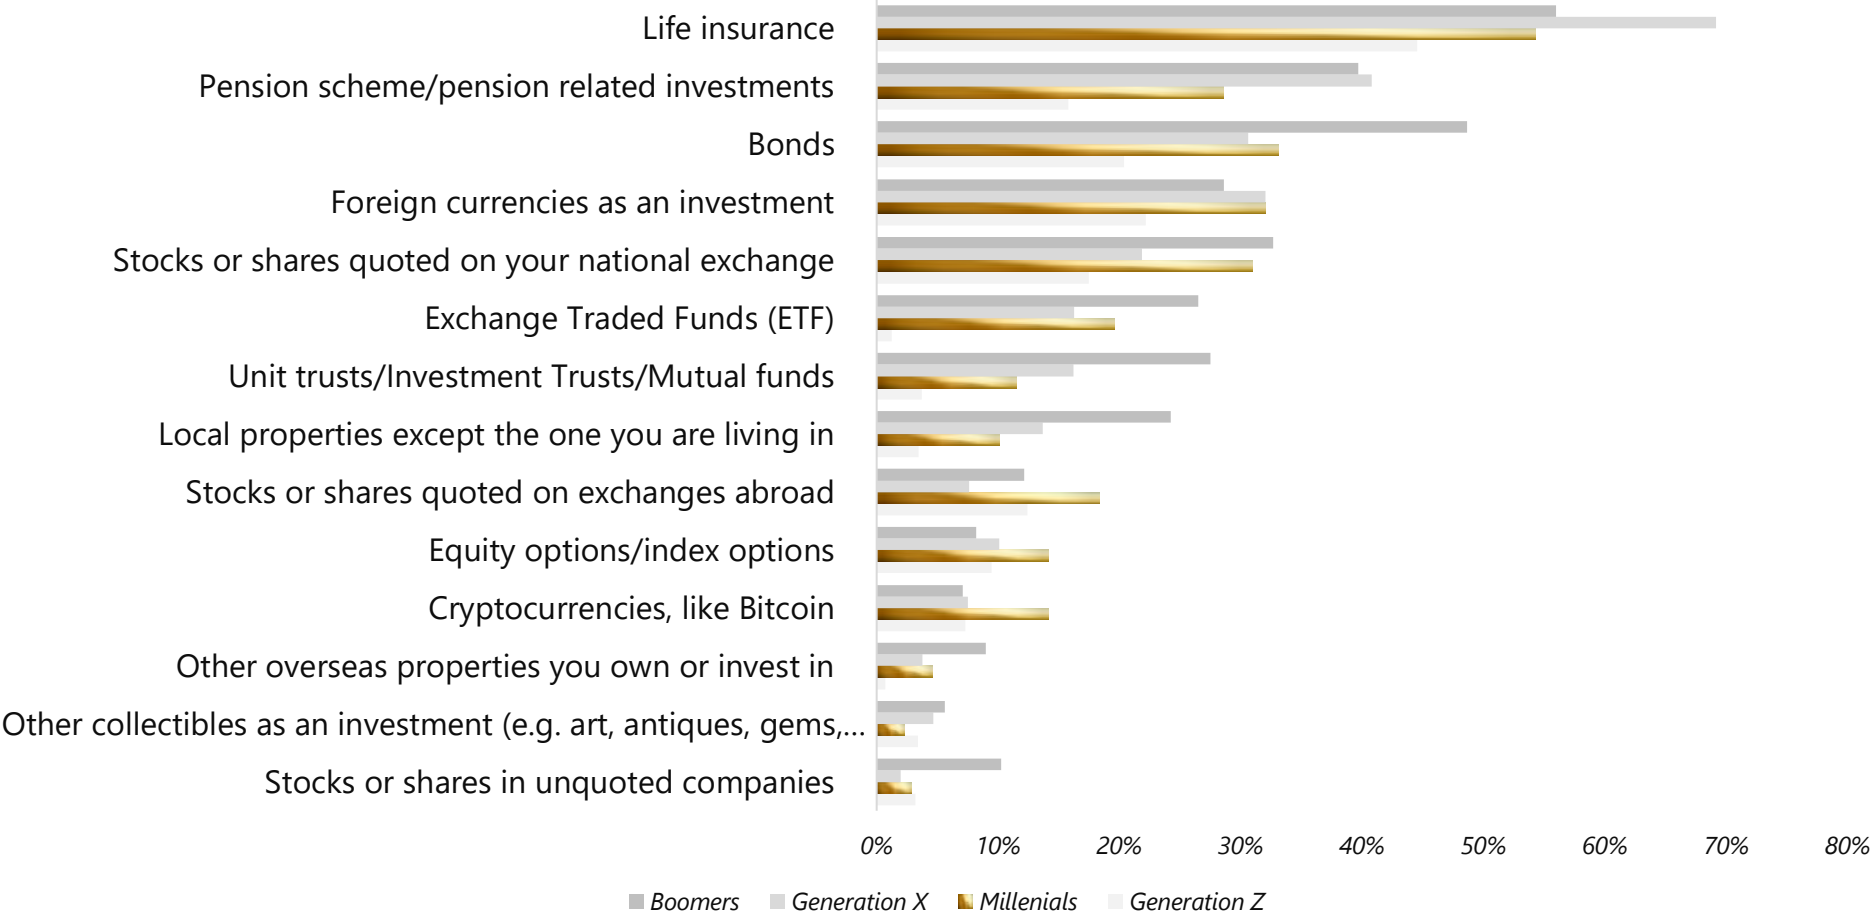 Life insurance
Pension scheme/pension related investments
Bonds
Foreign currencies as an investment
Stocks or shares quoted on your national exchange
Exchange Traded Funds (ETF)
Unit trusts/Investment Trusts/Mutual funds
Local properties except the one you are living in
Stocks or shares quoted on exchanges abroad
Equity options/index options
Cryptocurrencies, like Bitcoin
Other overseas properties you own or invest in
Other collectibles as an investment (e.g. art, antiques, gems,...
Stocks or shares in unquoted companies
0% 10% 20% 30% 40% 50% 60% 70% 80%
Boomers Generation X Millenials Generation Z